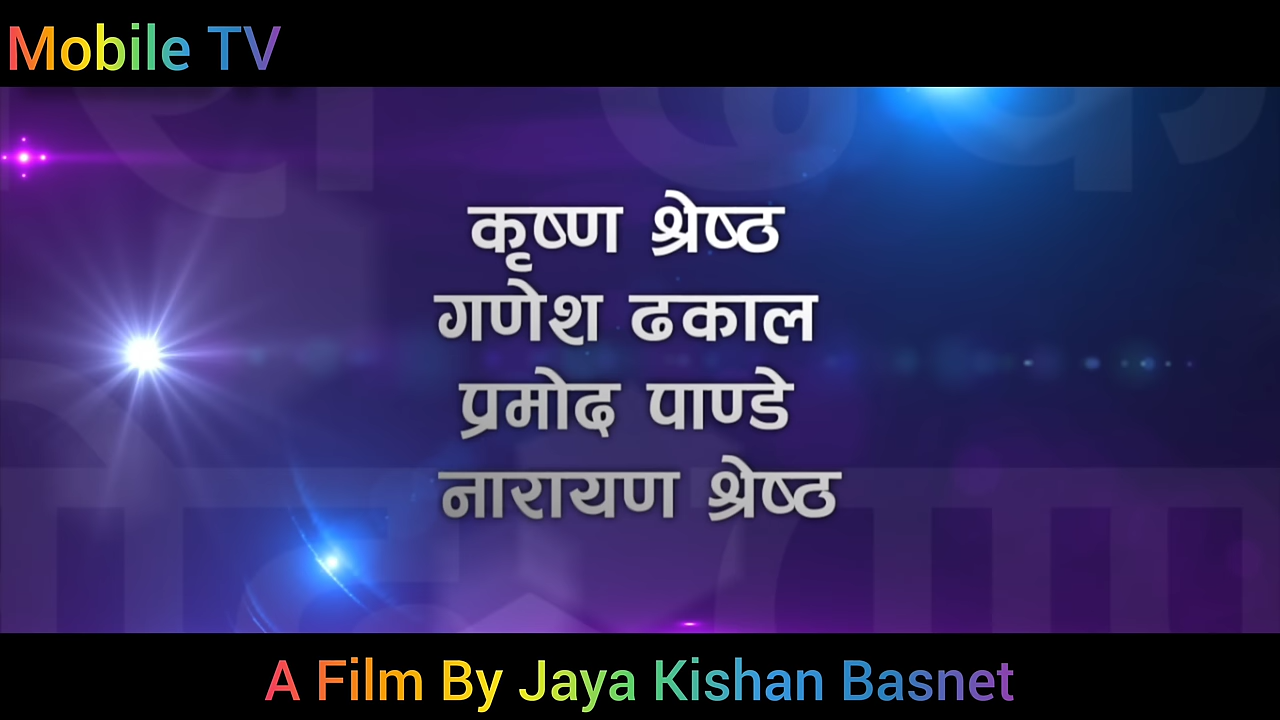 Mobile TV
कृष्ण श्रेष्ठ
गणेश ढकाल
प्रमोद पाण्डे
नारायण श्रेष्ठ
A Film By Jaya Kishan Basnet